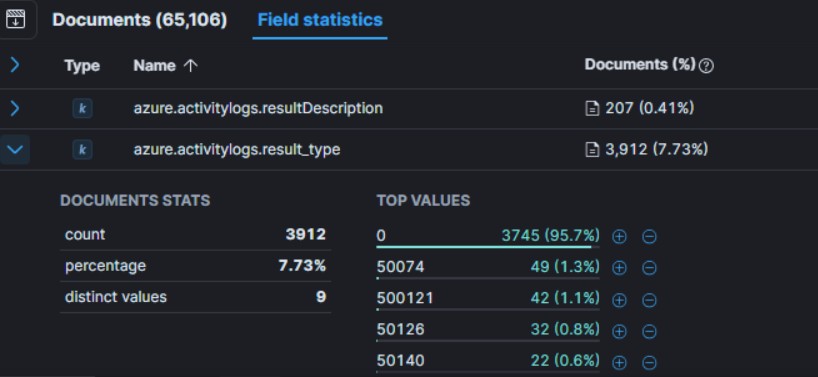 Documents (65,106) Field statistics
Type Name ↑ Documents (%) ?
k azure.activitylogs.resultDescription 207 (0.41%)
k azure.activitylogs.result_type 3,912 (7.73%)
DOCUMENTS STATS TOP VALUES
count 3912 0 3745 (95.7%)
percentage 7.73% 50074 49 (1.3%)
distinct values 9 500121 42 (1.1%)
50126 32 (0.8%)
50140 22 (0.6%)